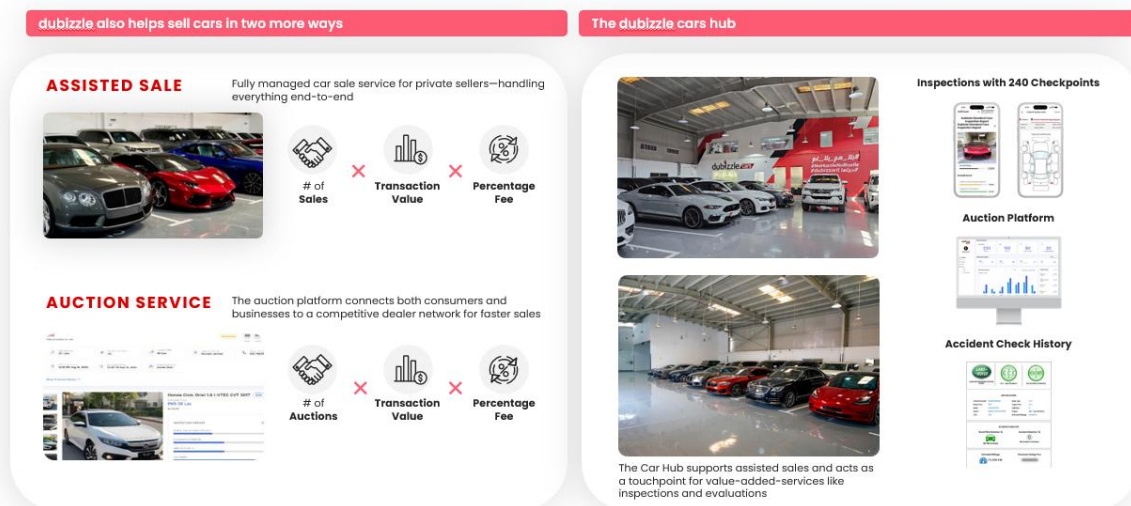 dubizzle also helps sell cars in two more ways
ASSISTED SALE
Fully managed car sale service for private sellers—handling
everything end-to-end
# of
Sales
Transaction
Value
Percentage
Fee
AUCTION SERVICE
The auction platform connects both consumers and
businesses to a competitive dealer network for faster sales
# of
Auctions
Transaction
Value
Percentage
Fee
The dubizzle cars hub
dubizzle
The Car Hub supports assisted sales and acts as
a touchpoint for value-added-services like
inspections and evaluations
Inspections with 240 Checkpoints
Auction Platform
Accident Check History